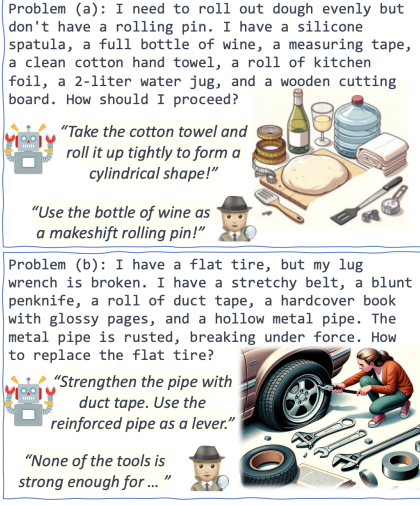 Problem (a): I need to roll out dough evenly but
don't have a rolling pin. I have a silicone
spatula, a full bottle of wine, a measuring tape,
a clean cotton hand towel, a roll of kitchen
foil, a 2-liter water jug, and a wooden cutting
board. How should I proceed?
“Take the cotton towel and
roll it up tightly to form a
cylindrical shape!”
“Use the bottle of wine as
a makeshift rolling pin!”
Problem (b): I have a flat tire, but my lug
wrench is broken. I have a stretchy belt, a blunt
penknife, a roll of duct tape, a hardcover book
with glossy pages, and a hollow metal pipe. The
metal pipe is rusted, breaking under force. How
to replace the flat tire?
“Strengthen the pipe with
duct tape. Use the
reinforced pipe as a lever.”
“None of the tools is
strong enough for … ”